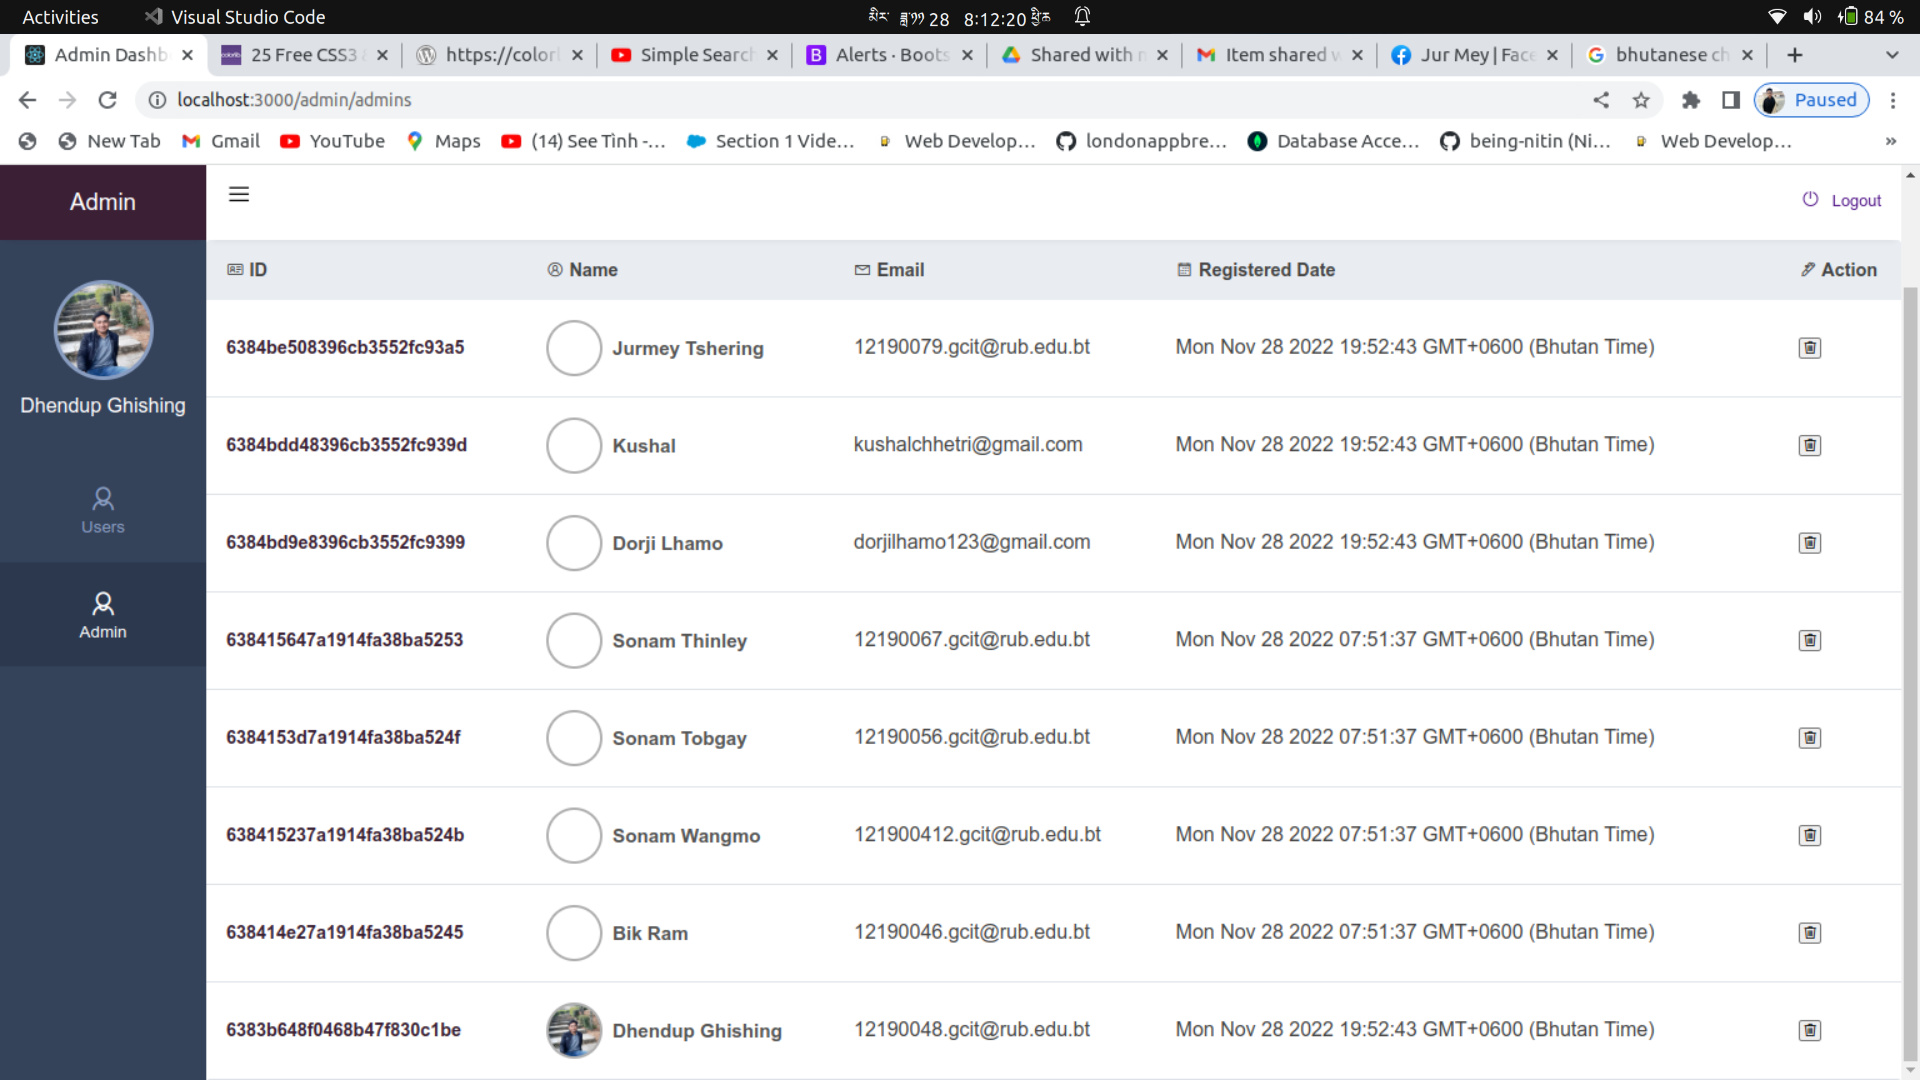 Activities Visual Studio Code 28 8:12:20 84 %
Admin Dashb 25 Free CSS3 https://colorl Simple Search Alerts · Boots Shared with m Item shared w Jur Mey | Face bhutanese ch
localhost:3000/admin/admins Paused
New Tab Gmail YouTube Maps (14) See Tình -... Section 1 Vide... Web Develop... londonappbre... Database Acce... being-nitin (Ni... Web Develop... »
Admin
Logout
ID Name Email Registered Date Action
Dhendup Ghishing
Users
Admin
6384be508396cb3552fc93a5 Jurmey Tshering 12190079.gcit@rub.edu.bt Mon Nov 28 2022 19:52:43 GMT+0600 (Bhutan Time)
6384bdd48396cb3552fc939d Kushal kushalchhetri@gmail.com Mon Nov 28 2022 19:52:43 GMT+0600 (Bhutan Time)
6384bd9e8396cb3552fc9399 Dorji Lhamo dorjilhamo123@gmail.com Mon Nov 28 2022 19:52:43 GMT+0600 (Bhutan Time)
638415647a1914fa38ba5253 Sonam Thinley 12190067.gcit@rub.edu.bt Mon Nov 28 2022 07:51:37 GMT+0600 (Bhutan Time)
6384153d7a1914fa38ba524f Sonam Tobgay 12190056.gcit@rub.edu.bt Mon Nov 28 2022 07:51:37 GMT+0600 (Bhutan Time)
638415237a1914fa38ba524b Sonam Wangmo 121900412.gcit@rub.edu.bt Mon Nov 28 2022 07:51:37 GMT+0600 (Bhutan Time)
638414e27a1914fa38ba5245 Bik Ram 12190046.gcit@rub.edu.bt Mon Nov 28 2022 07:51:37 GMT+0600 (Bhutan Time)
6383b648f0468b47f830c1be Dhendup Ghishing 12190048.gcit@rub.edu.bt Mon Nov 28 2022 19:52:43 GMT+0600 (Bhutan Time)